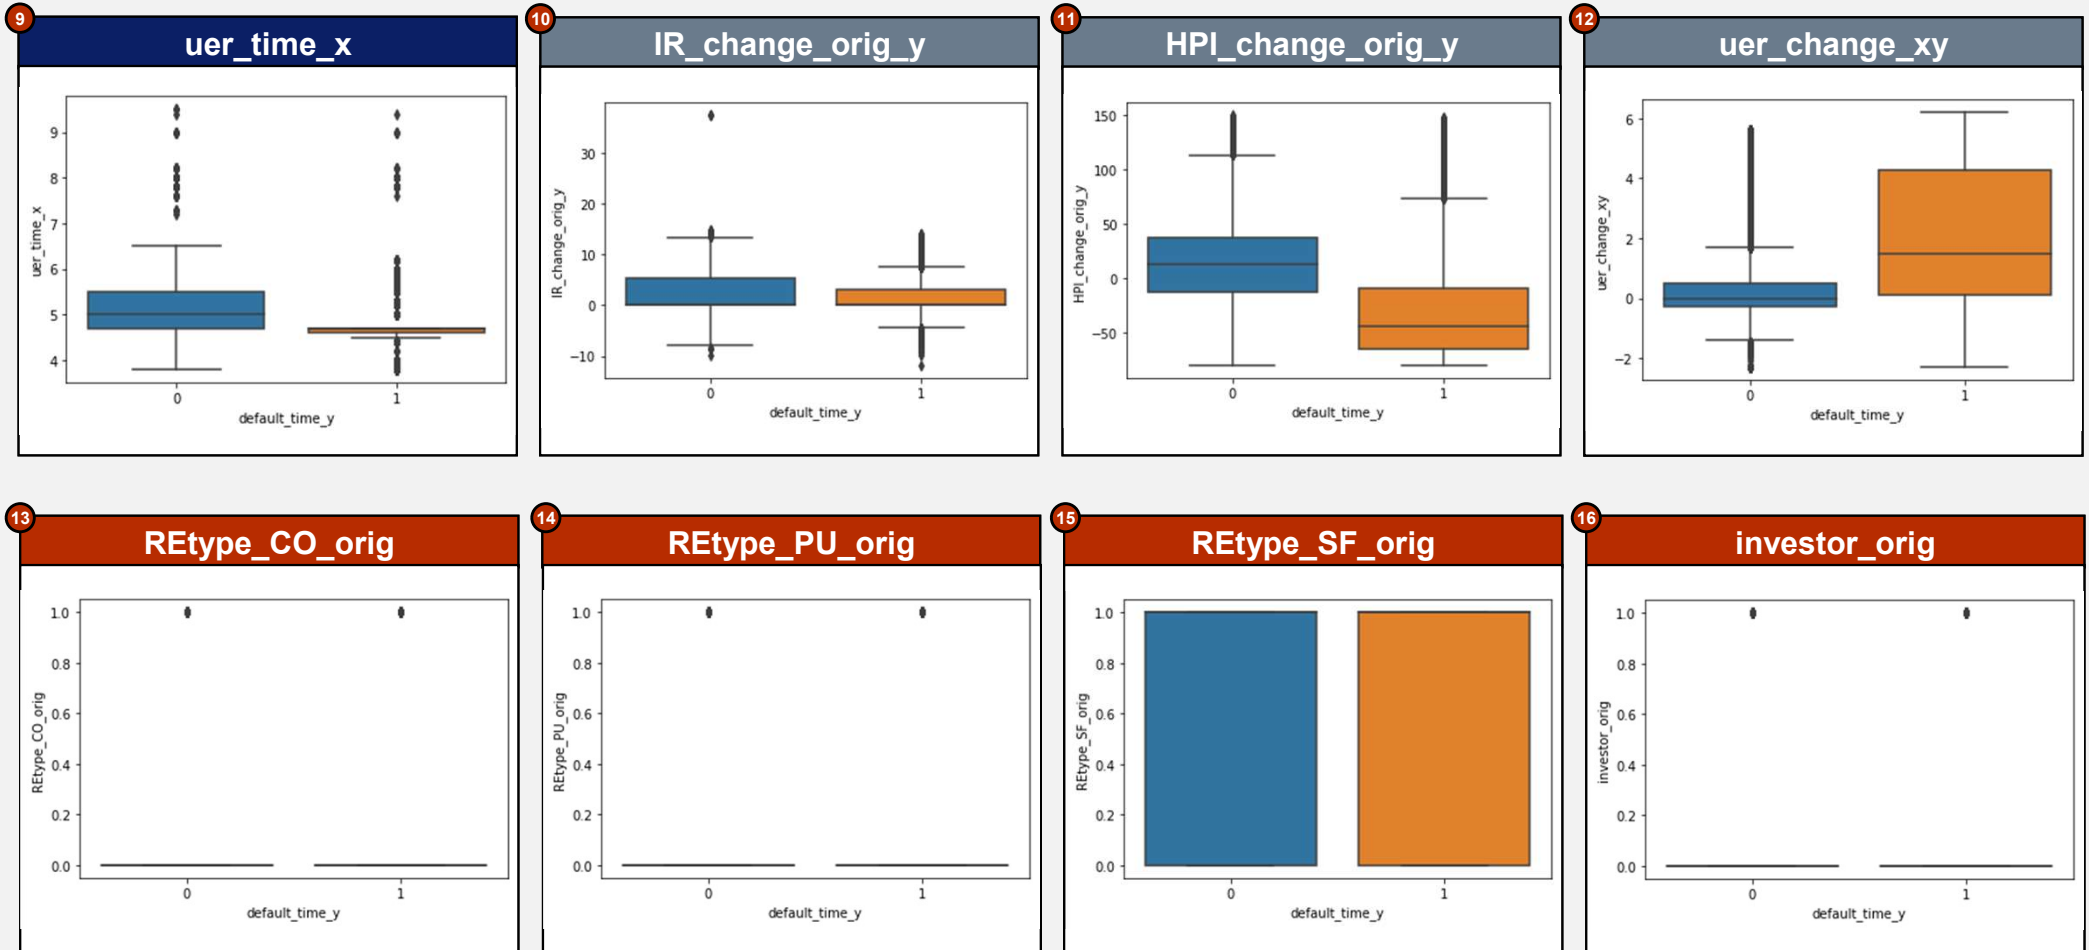 9
uer_time_x
9
8
7
6
5
4
uer_time_x
0
1
default_time_y
10
IR_change_orig_y
30
20
10
0
−10
IR_change_orig_y
0
1
default_time_y
11
HPI_change_orig_y
150
100
50
0
−50
HPI_change_orig_y
0
1
default_time_y
12
uer_change_xy
6
4
2
0
−2
uer_change_xy
0
1
default_time_y
13
REtype_CO_orig
1.0
0.8
0.6
0.4
0.2
0.0
REtype_CO_orig
0
1
default_time_y
14
REtype_PU_orig
1.0
0.8
0.6
0.4
0.2
0.0
REtype_PU_orig
0
1
default_time_y
15
REtype_SF_orig
1.0
0.8
0.6
0.4
0.2
0.0
REtype_SF_orig
0
1
default_time_y
16
investor_orig
1.0
0.8
0.6
0.4
0.2
0.0
investor_orig
0
1
default_time_y